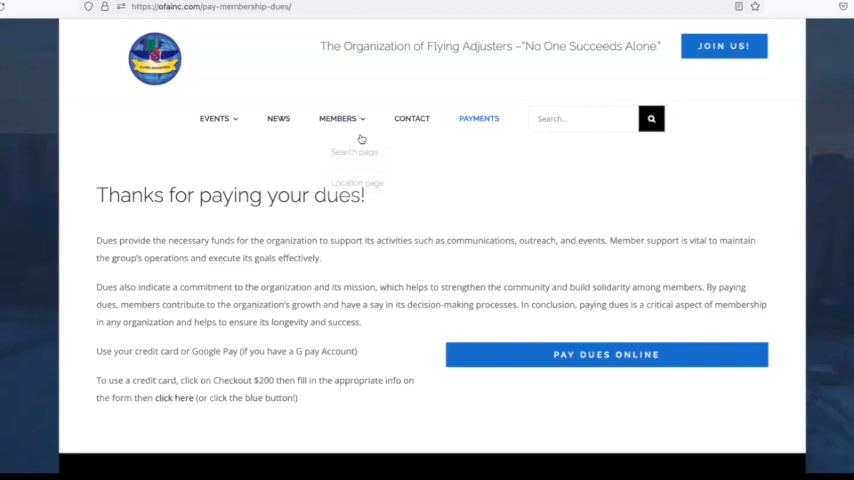 https://ofainc.com/pay-membership-dues/
The Organization of Flying Adjusters –"No One Succeeds Alone."
JOIN US!
EVENTS
NEWS
MEMBERS
CONTACT
PAYMENTS
Search...
Search page
Location page
Thanks for paying your dues!
Dues provide the necessary funds for the organization to support its activities such as communications, outreach, and events. Member support is vital to maintain
the group's operations and execute its goals effectively.
Dues also indicate a commitment to the organization and its mission, which helps to strengthen the community and build solidarity among members. By paying
dues, members contribute to the organization's growth and have a say in its decision-making processes. In conclusion, paying dues is a critical aspect of membership
in any organization and helps to ensure its longevity and success.
Use your credit card or Google Pay (if you have a G pay Account)
PAY DUES ONLINE
To use a credit card, click on Checkout $200 then fill in the appropriate info on
the form then click here (or click the blue button!)